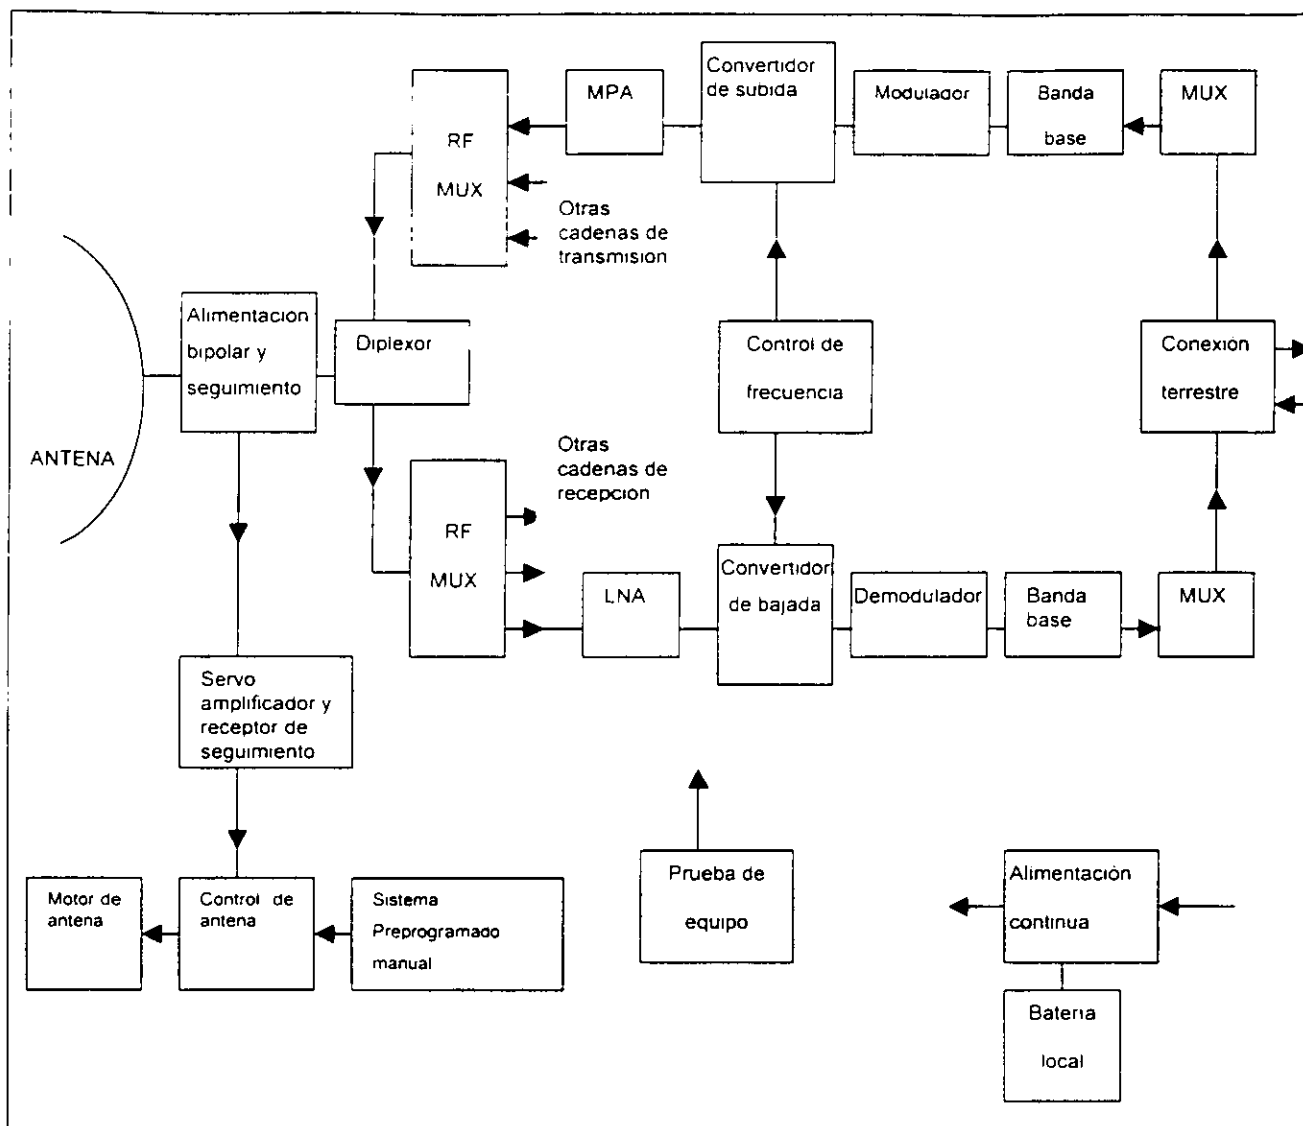 MPA
Convertidor
de subida
Modulador
Banda
base
MUX
RF
MUX
Otras
cadenas de
transmision
Alimentacion
bipolar y
seguimiento
Diplexor
Control de
frecuencia
Conexión
terrestre
ANTENA
Otras
cadenas de
recepcion
RF
MUX
LNA
Convertidor
de bajada
Demodulador
Banda
base
MUX
Servo
amplificador y
receptor de
seguimiento
Motor de
antena
Control de
antena
Sistema
Preprogramado
manual
Prueba de
equipo
Alimentación
continua
Bateria
local